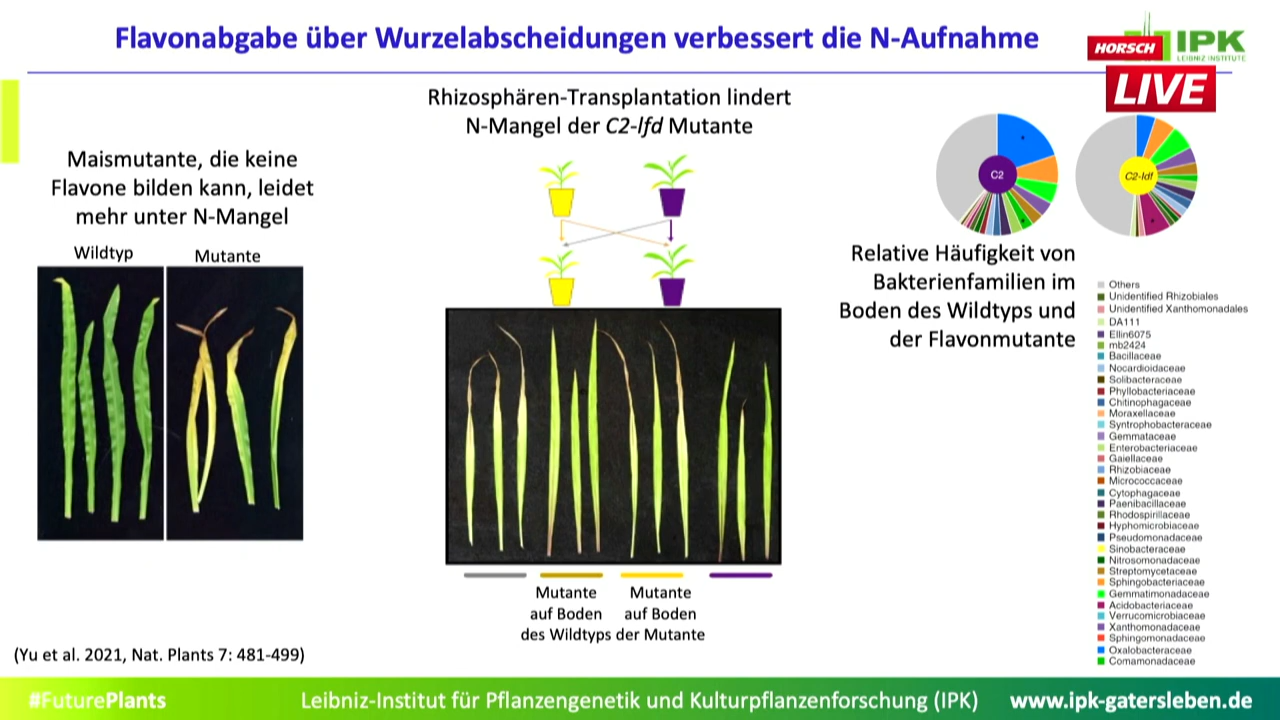 Flavonabgabe über Wurzelabscheidungen verbessert die N-Aufnahme
HORSCH
IPK
LEIBNIZ INSTITUTE
LIVE
Rhizosphären-Transplantation lindert
N-Mangel der C2-lfd Mutante
Maismutante, die keine
Flavone bilden kann, leidet
mehr unter N-Mangel
Wildtyp
Mutante
C2
C2-Idf
Relative Häufigkeit von
Bakterienfamilien im
Boden des Wildtyps und
der Flavonmutante
Others
Unidentified Rhizobiales
Unidentified Xanthomonadales
DA111
Ellin6075
mb2424
Bacillaceae
Nocardioidaceae
Solibacteraceae
Phyllobacteriaceae
Chitinophagaceae
Moraxellaceae
Syntrophobacteraceae
Gemmataceae
Enterobacteriaceae
Gaiellaceae
Rhizobiaceae
Micrococcaceae
Cytophagaceae
Paenibacillaceae
Rhodospirillaceae
Hyphomicrobiaceae
Pseudomonadaceae
Sinobacteraceae
Nitrosomonadaceae
Streptomycetaceae
Sphingobacteriaceae
Gemmatimonadaceae
Acidobacteriaceae
Verrucomicrobiaceae
Xanthomonadaceae
Sphingomonadaceae
Oxalobacteraceae
Comamonadaceae
Mutante
auf Boden
des Wildtyps
Mutante
auf Boden
der Mutante
(Yu et al. 2021, Nat. Plants 7: 481-499)
#FuturePlants
Leibniz-Institut für Pflanzengenetik und Kulturpflanzenforschung (IPK)
www.ipk-gatersleben.de